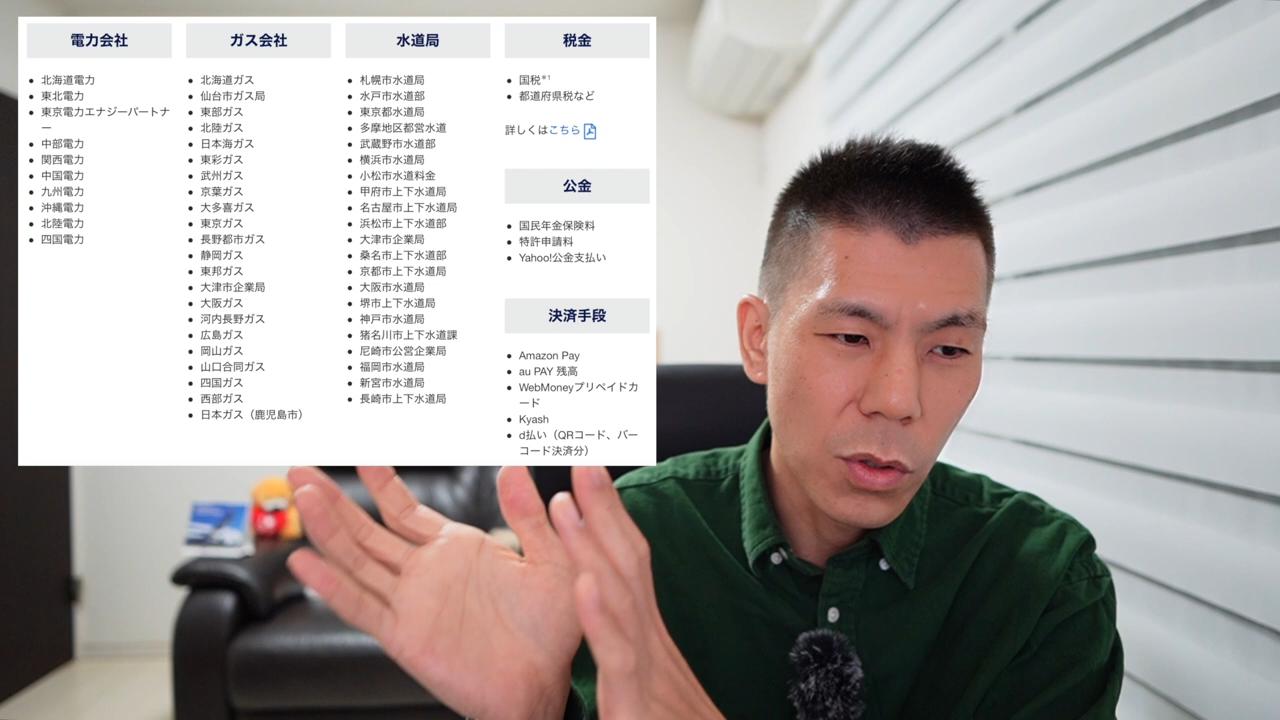 電力会社
北海道電力
東北電力
東京電力エナジーパートナ
ー
中部電力
関西電力
中国電力
九州電力
沖縄電力
北陸電力
四国電力
ガス会社
北海道ガス
仙台市ガス局
東部ガス
北陸ガス
日本海ガス
東彩ガス
武州ガス
京葉ガス
大多喜ガス
東京ガス
長野都市ガス
静岡ガス
東邦ガス
大津市企業局
大阪ガス
河内長野ガス
広島ガス
岡山ガス
山口合同ガス
四国ガス
西部ガス
日本ガス（鹿児島市）
水道局
札幌市水道局
水戸市水道部
東京都水道局
多摩地区都営水道
武蔵野市水道部
横浜市水道局
小松市水道料金
甲府市上下水道局
名古屋市上下水道局
浜松市上下水道部
大津市企業局
桑名市上下水道部
京都市上下水道局
大阪市水道局
堺市上下水道局
神戸市水道局
猪名川市上下水道課
尼崎市公営企業局
福岡市水道局
新宮市水道局
長崎市上下水道局
税金
国税※1
都道府県税など
詳しくはこちら
公金
国民年金保険料
特許申請料
Yahoo!公金支払い
決済手段
Amazon Pay
au PAY 残高
WebMoneyプリペイドカ
ード
Kyash
d払い（QRコード、バー
コード決済分）